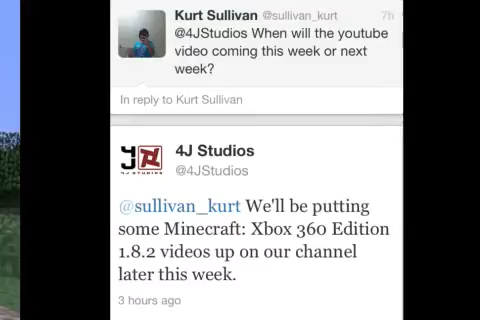 Kurt Sullivan @sullivan_kurt 7h
@4JStudios When will the youtube
video coming this week or next
week?
In reply to Kurt Sullivan
4J STUDIOS
4J Studios
@4JStudios
@sullivan_kurt We'll be putting
some Minecraft: Xbox 360 Edition
1.8.2 videos up on our channel
later this week.
3 hours ago